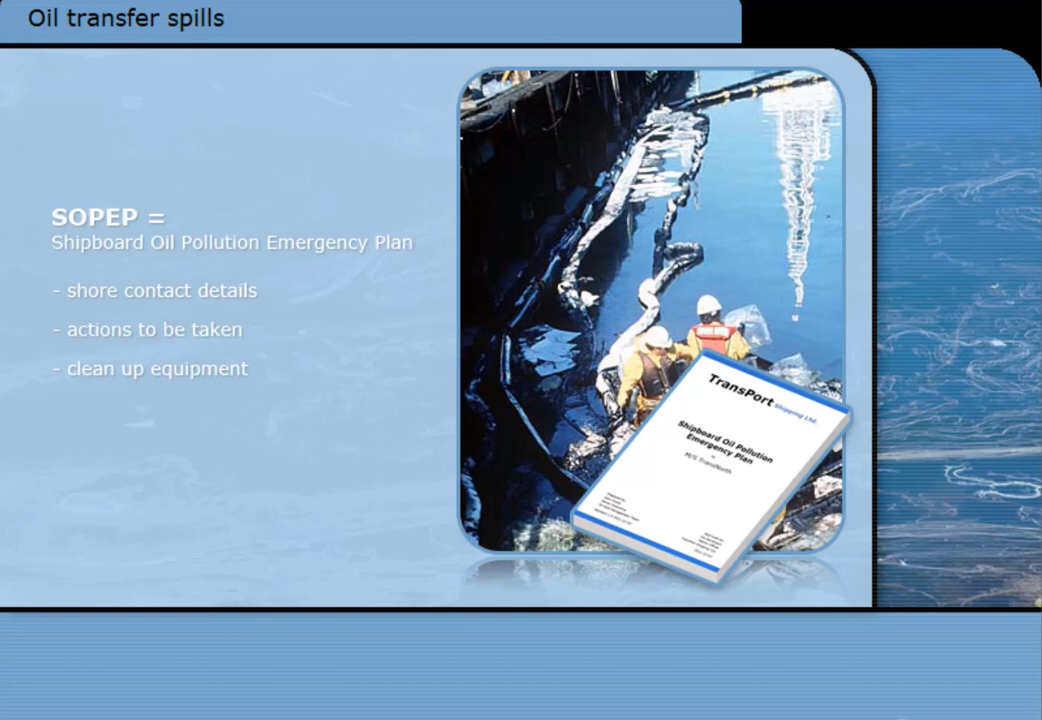 Oil transfer spills
SOPEP =
Shipboard Oil Pollution Emergency Plan
- shore contact details
- actions to be taken
- clean up equipment
TransPort Shipping Ltd.
Shipboard Oil Pollution
Emergency Plan
M/S TransNorth